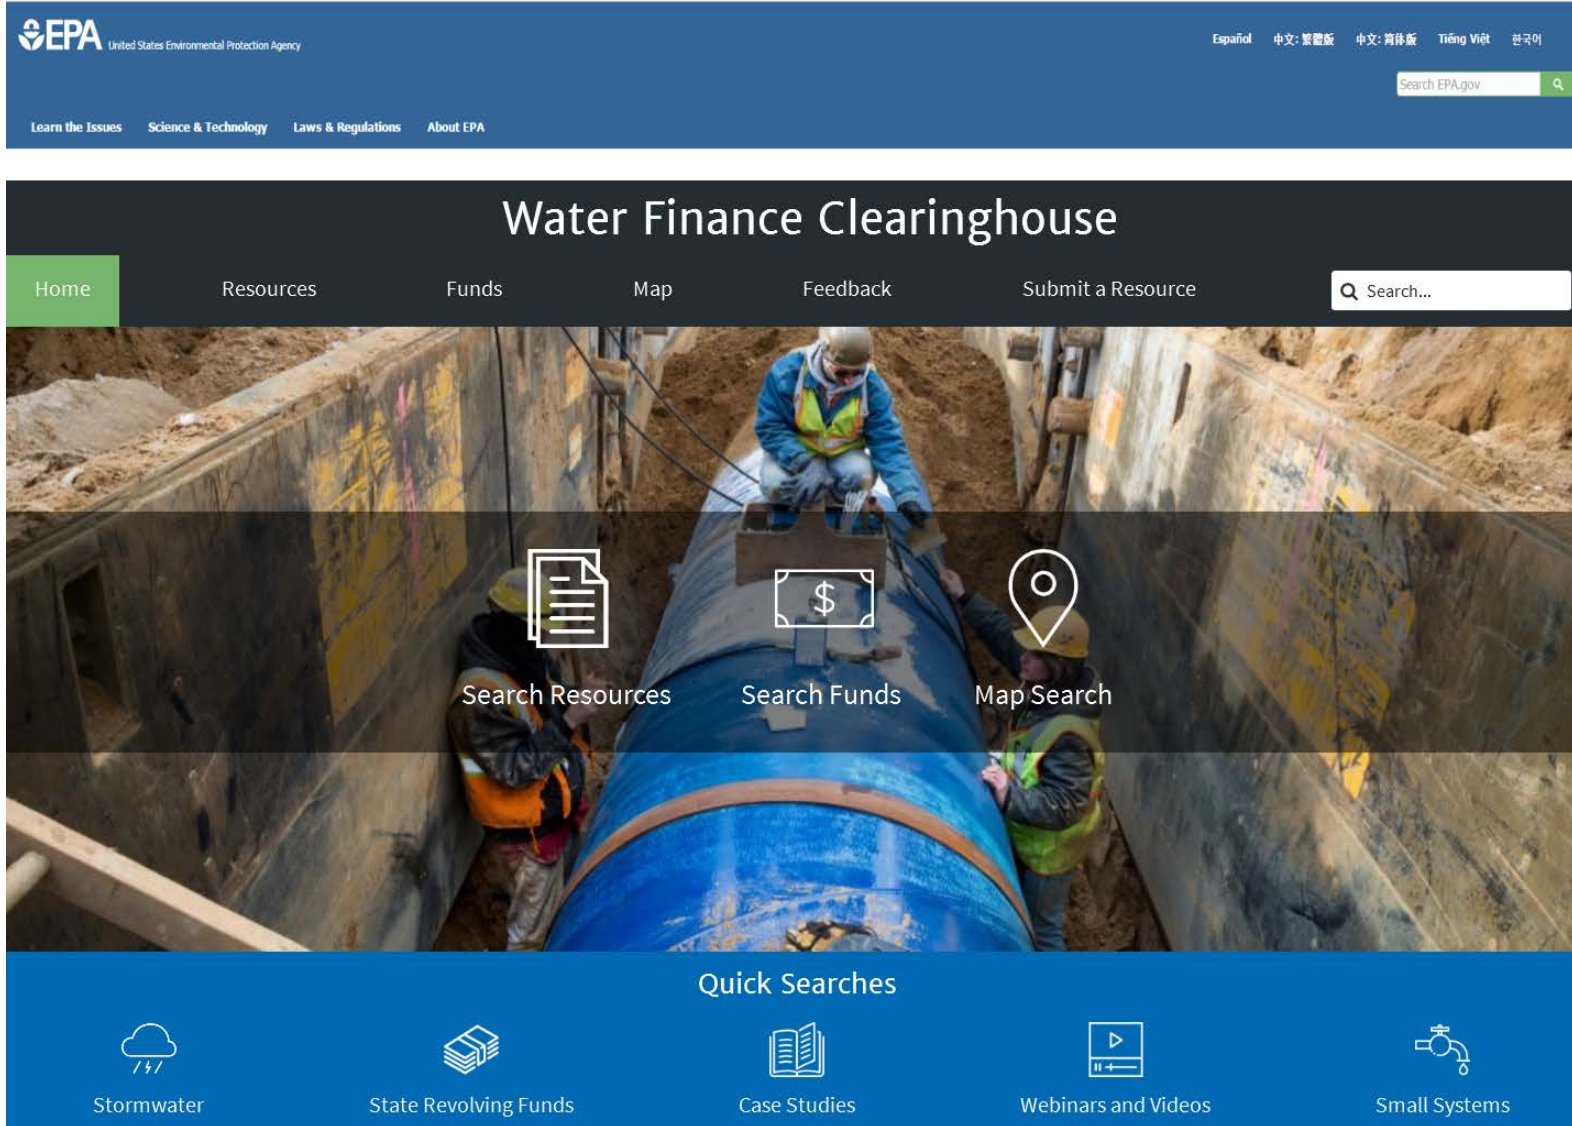 EPA United States Environmental Protection Agency
Español 中文: 繁體版 中文: 简体版 Tiếng Việt 한국어
Search EPA.gov
Learn the Issues Science & Technology Laws & Regulations About EPA
Water Finance Clearinghouse
Home Resources Funds Map Feedback Submit a Resource Search...
$
Search Resources Search Funds Map Search
Quick Searches
Stormwater State Revolving Funds Case Studies Webinars and Videos Small Systems